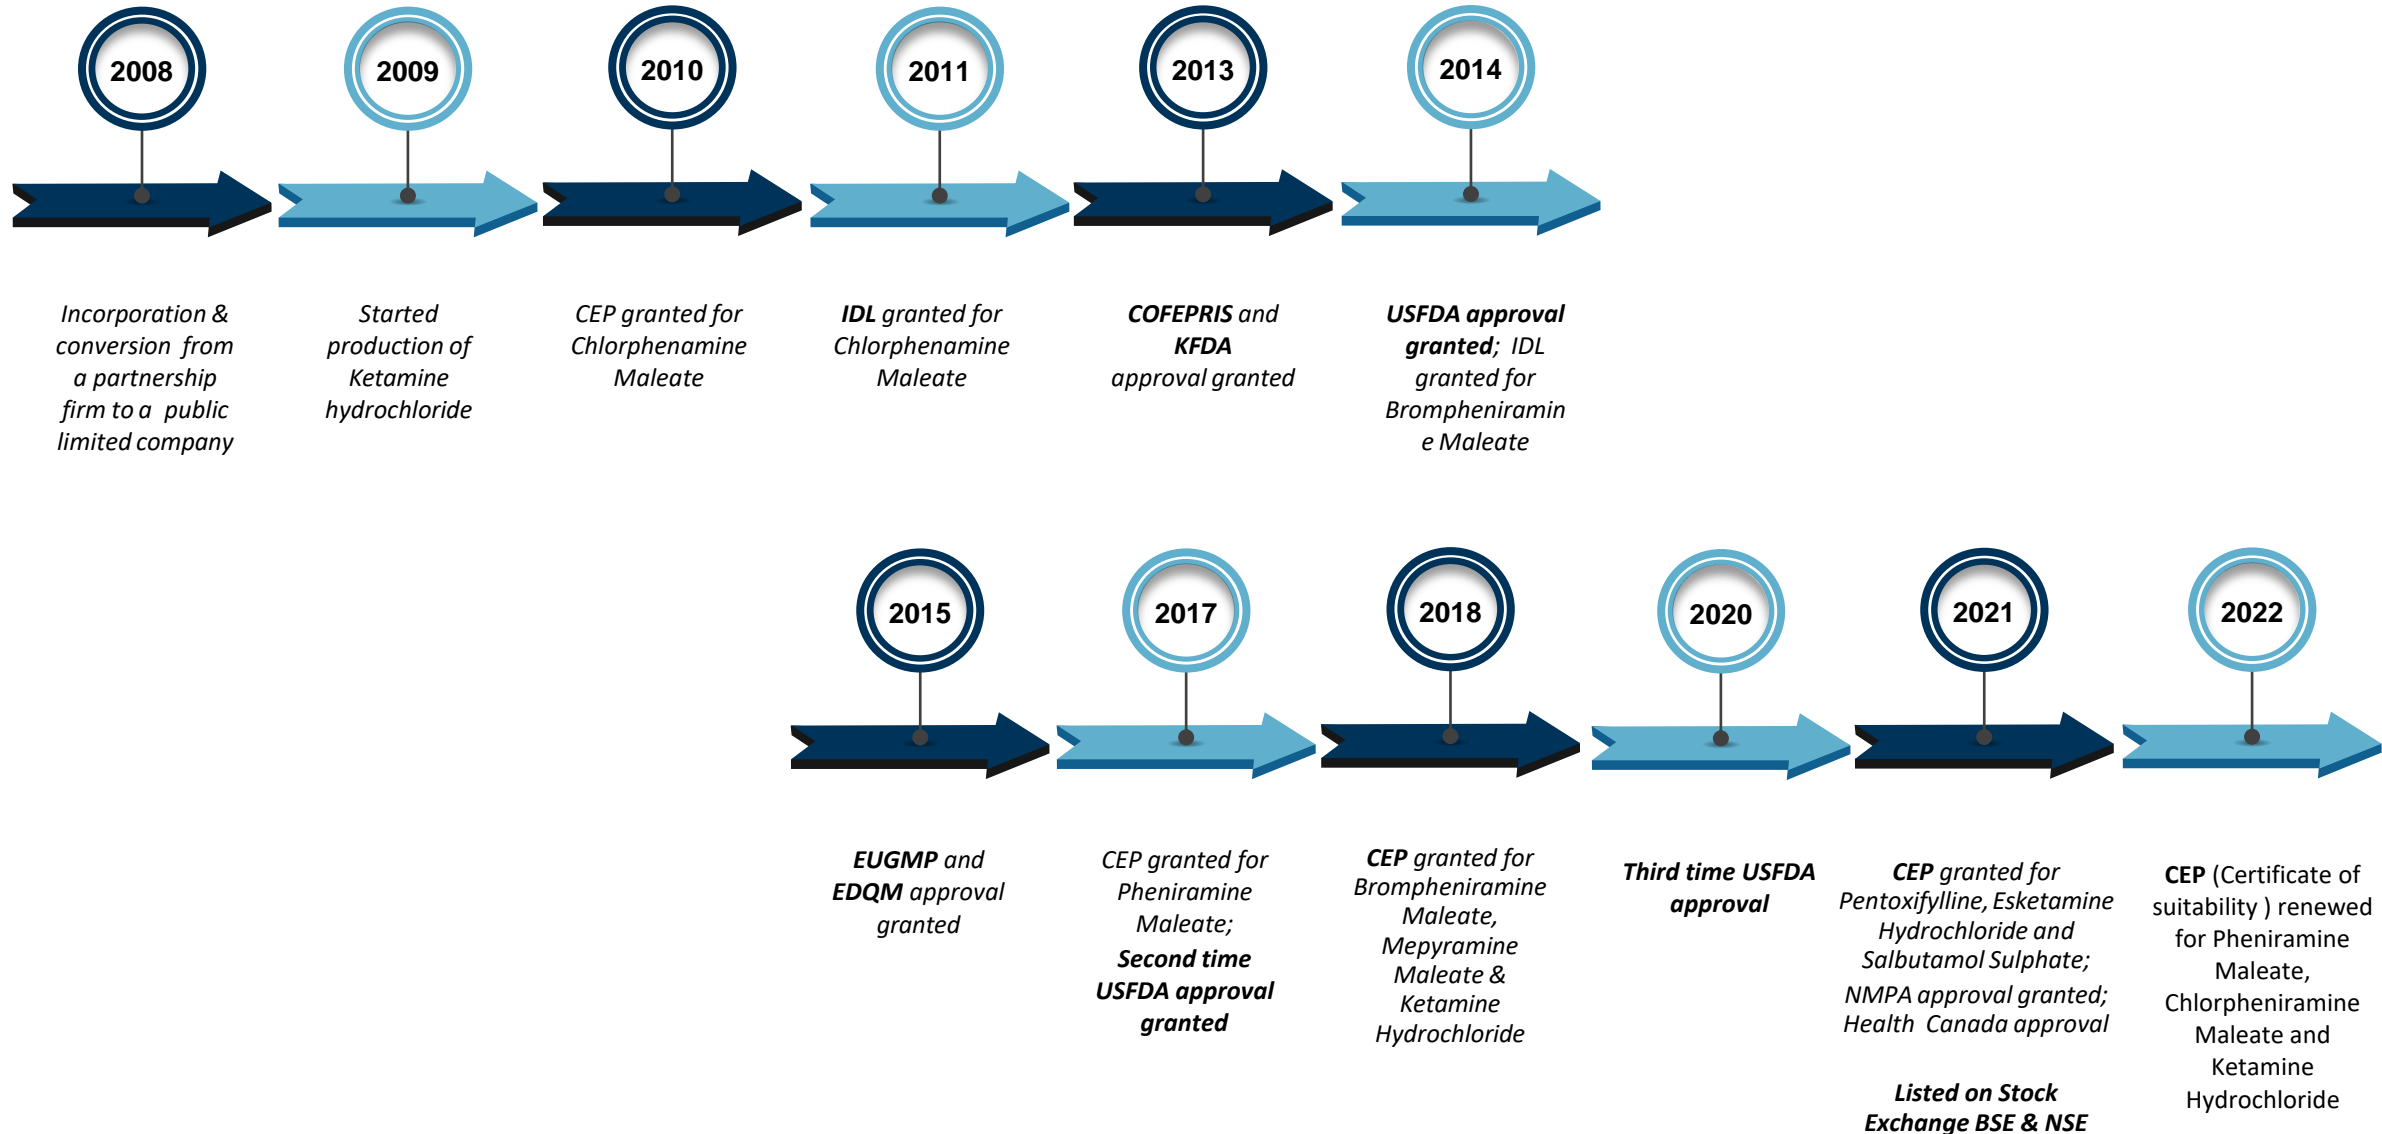 2008
2009
2010
2011
2013
2014
Incorporation &
conversion from
a partnership
firm to a public
limited company
Started
production of
Ketamine
hydrochloride
CEP granted for
Chlorphenamine
Maleate
IDL granted for
Chlorphenamine
Maleate
COFEPRIS and
KFDA
approval granted
USFDA approval
granted; IDL
granted for
Brompheniramin
e Maleate
2015
2017
2018
2020
2021
2022
EUGMP and
EDQM approval
granted
CEP granted for
Pheniramine
Maleate;
Second time
USFDA approval
granted
CEP granted for
Brompheniramine
Maleate,
Mepyramine
Maleate &
Ketamine
Hydrochloride
Third time USFDA
approval
CEP granted for
Pentoxifylline, Esketamine
Hydrochloride and
Salbutamol Sulphate;
NMPA approval granted;
Health Canada approval
Listed on Stock
Exchange BSE & NSE
CEP (Certificate of
suitability ) renewed
for Pheniramine
Maleate,
Chlorpheniramine
Maleate and
Ketamine
Hydrochloride